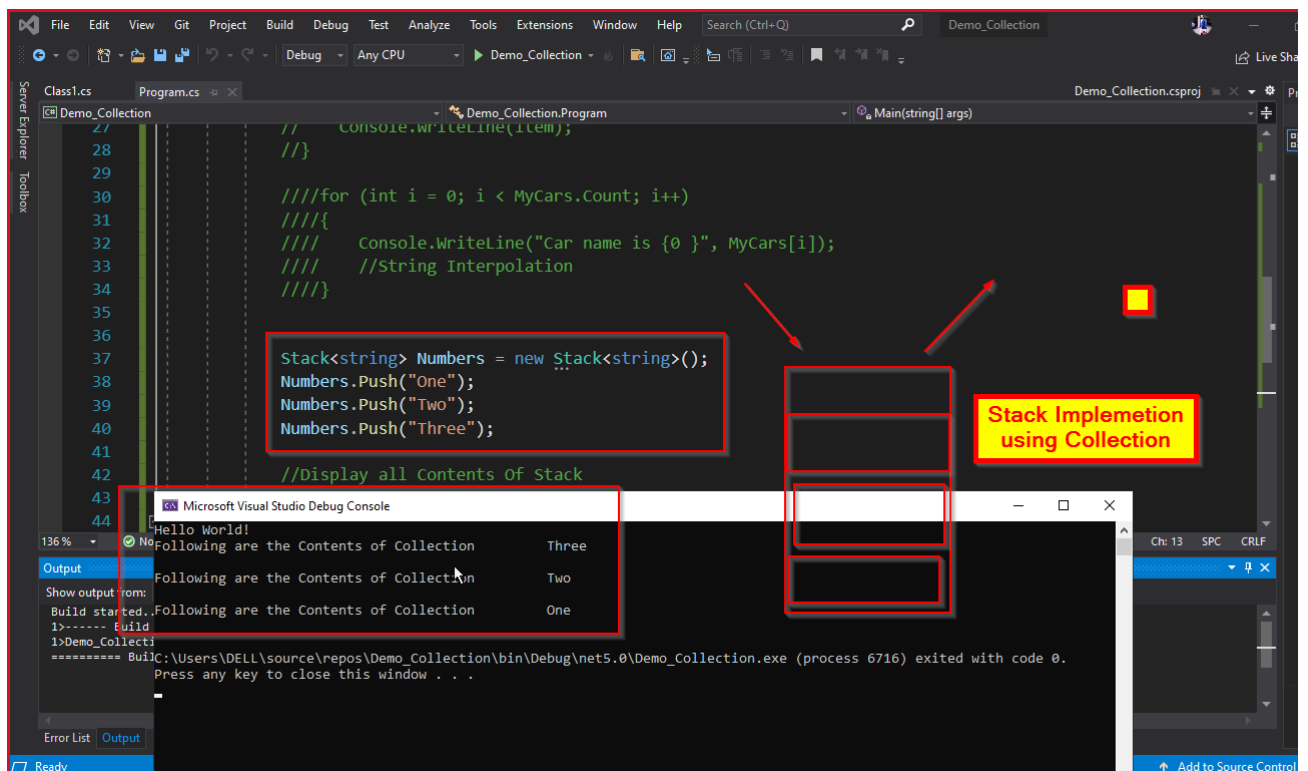 File Edit View Git Project Build Debug Test Analyze Tools Extensions Window Help Search (Ctrl+Q) Demo_Collection
Debug Any CPU Demo_Collection Live Sha
Server Explorer
Toolbox
Class1.cs Program.cs Demo_Collection.csproj Pr
C# Demo_Collection Demo_Collection.Program Main(string[] args)
27 // Console.WriteLine(item);
28 //}
29
30 ////for (int i = 0; i < MyCars.Count; i++)
31 ////{
32 //// Console.WriteLine("Car name is {0 }", MyCars[i]);
33 //// //String Interpolation
34 ////}
35
36
37 Stack<string> Numbers = new Stack<string>();
38 Numbers.Push("One");
39 Numbers.Push("Two");
40 Numbers.Push("Three");
41
42 //Display all Contents Of Stack
43
44
Stack Implemetion
using Collection
136 % No Ch: 13 SPC CRLF
Microsoft Visual Studio Debug Console
Hello World!
Following are the Contents of Collection Three
Following are the Contents of Collection Two
Following are the Contents of Collection One
C:\Users\DELL\source\repos\Demo_Collection\bin\Debug\net5.0\Demo_Collection.exe (process 6716) exited with code 0.
Press any key to close this window . . .
Output
Show output from:
Build started..
1>------ Build
1>Demo_Collecti
========== Buil
Error List Output
Ready Add to Source Control